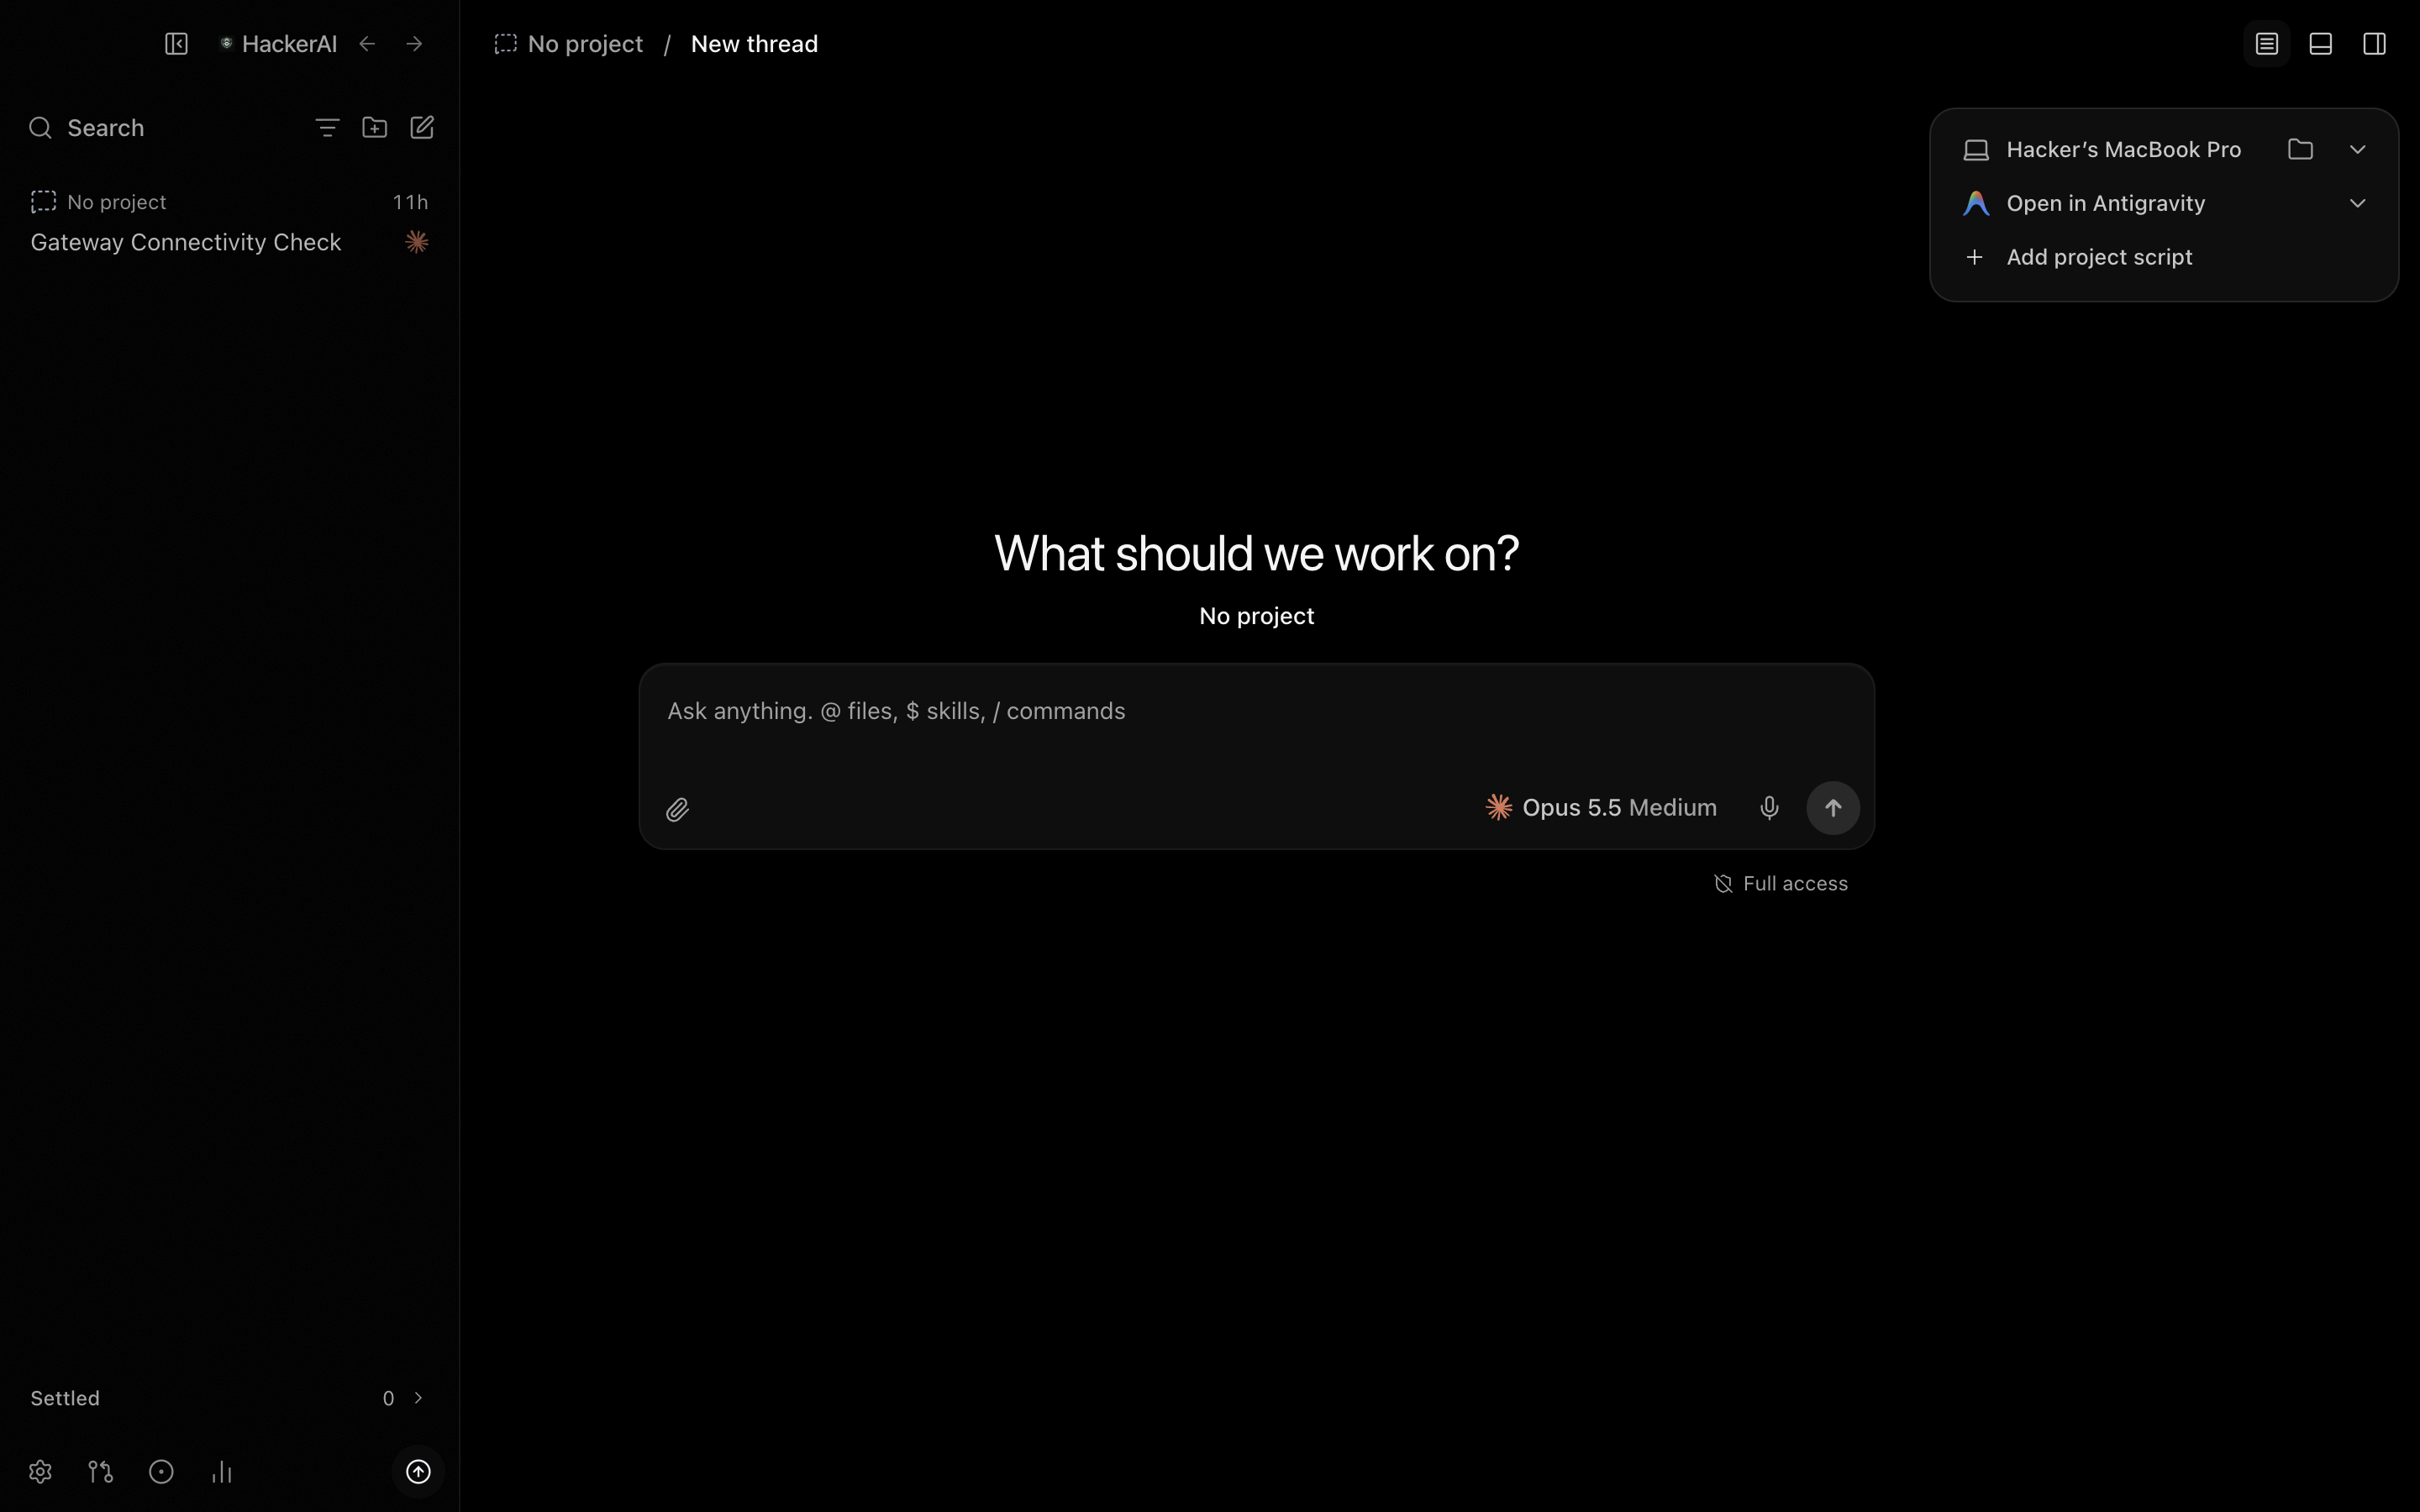 HackerAI
No project / New thread
Search
No project 11h
Gateway Connectivity Check
Hacker’s MacBook Pro
Open in Antigravity
Add project script
What should we work on?
No project
Ask anything. @ files, $ skills, / commands
Opus 5.5 Medium
Full access
Settled 0